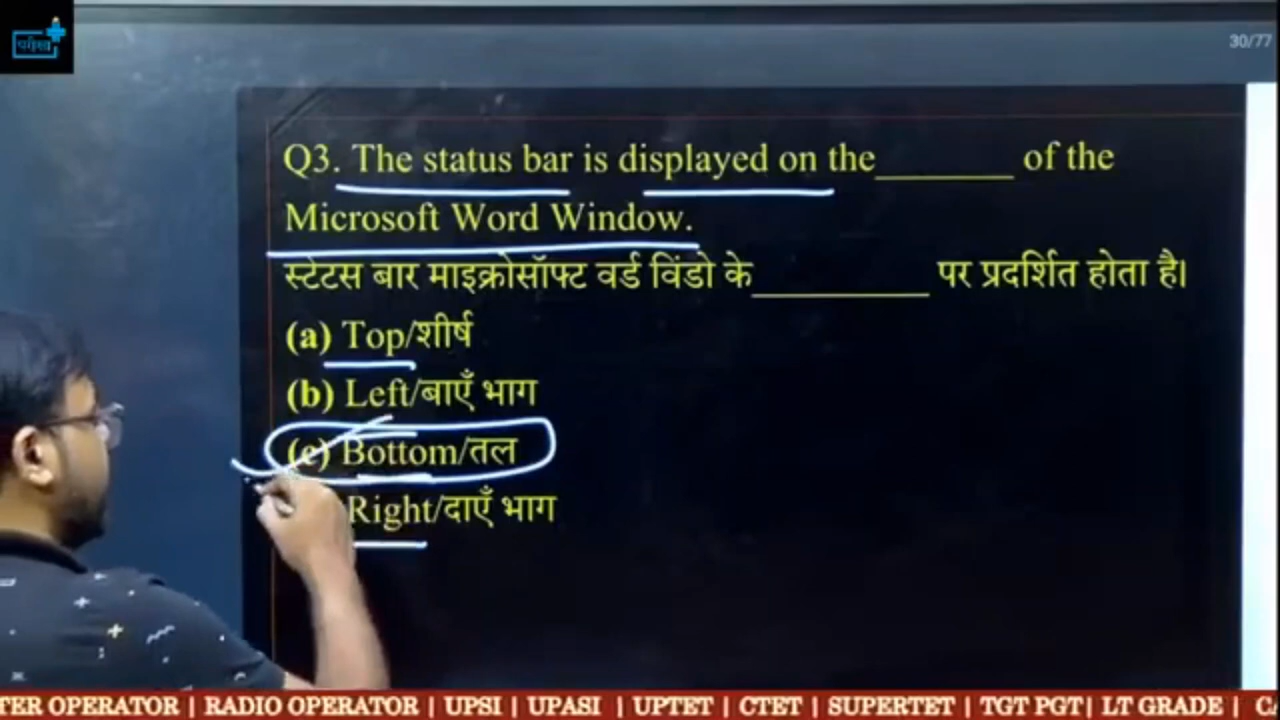 परीक्षा
30/77
Q3. The status bar is displayed on the________ of the
Microsoft Word Window.
स्टेटस बार माइक्रोसॉफ्ट वर्ड विंडो के__________ पर प्रदर्शित होता है।
(a) Top/शीर्ष
(b) Left/बाएँ भाग
(c) Bottom/तल
Right/दाएँ भाग
TER OPERATOR | RADIO OPERATOR | UPSI | UPASI | UPTET | CTET | SUPERTET | TGT PGT| LT GRADE |